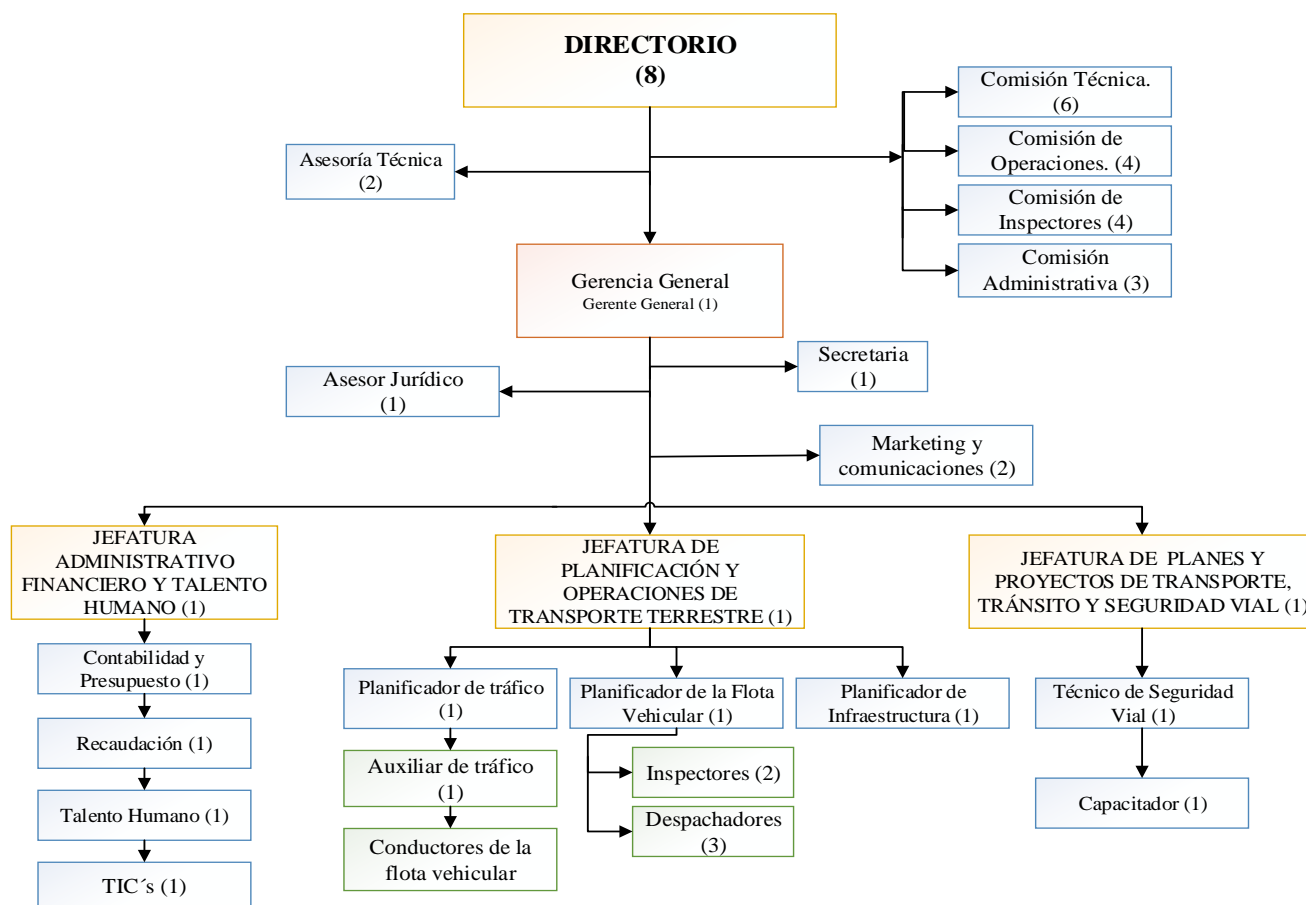 DIRECTORIO
(8)
Comisión Técnica.
(6)
Comisión de
Operaciones. (4)
Asesoría Técnica
(2)
Comisión de
Inspectores (4)
Comisión
Administrativa (3)
Gerencia General
Gerente General (1)
Secretaria
(1)
Asesor Jurídico
(1)
Marketing y
comunicaciones (2)
JEFATURA
ADMINISTRATIVO
FINANCIERO Y TALENTO
HUMANO (1)
JEFATURA DE
PLANIFICACIÓN Y
OPERACIONES DE
TRANSPORTE TERRESTRE (1)
JEFATURA DE PLANES Y
PROYECTOS DE TRANSPORTE,
TRÁNSITO Y SEGURIDAD VIAL (1)
Contabilidad y
Presupuesto (1)
Recaudación (1)
Talento Humano (1)
TIC´s (1)
Planificador de tráfico
(1)
Auxiliar de tráfico
(1)
Conductores de la
flota vehicular
Planificador de la Flota
Vehicular (1)
Inspectores (2)
Despachadores
(3)
Planificador de
Infraestructura (1)
Técnico de Seguridad
Vial (1)
Capacitador (1)